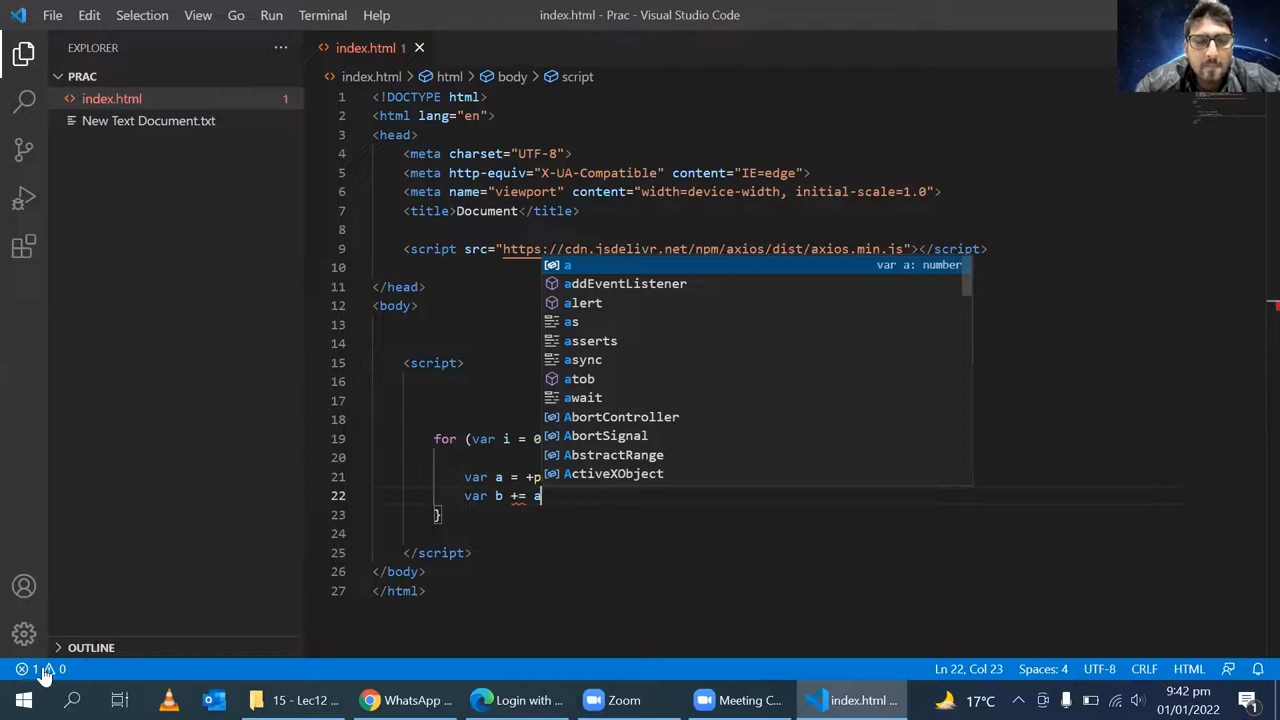 File Edit Selection View Go Run Terminal Help
index.html - Prac - Visual Studio Code
EXPLORER
PRAC
index.html 1
New Text Document.txt
OUTLINE
index.html 1
index.html html body script
1 <!DOCTYPE html>
2 <html lang="en">
3 <head>
4 <meta charset="UTF-8">
5 <meta http-equiv="X-UA-Compatible" content="IE=edge">
6 <meta name="viewport" content="width=device-width, initial-scale=1.0">
7 <title>Document</title>
8
9 <script src="https://cdn.jsdelivr.net/npm/axios/dist/axios.min.js"></script>
10
11 </head>
12 <body>
13
14
15 <script>
16
17
18
19 for (var i = 0
20
21 var a = +p
22 var b += a
23 }
24
25 </script>
26 </body>
27 </html>
a var a: number
addEventListener
alert
as
asserts
async
atob
await
AbortController
AbortSignal
AbstractRange
ActiveXObject
1 0
Ln 22, Col 23 Spaces: 4 UTF-8 CRLF HTML
15 - Lec12 ... WhatsApp ... Login with ... Zoom Meeting C... index.html ...
17°C
9:42 pm
01/01/2022
1